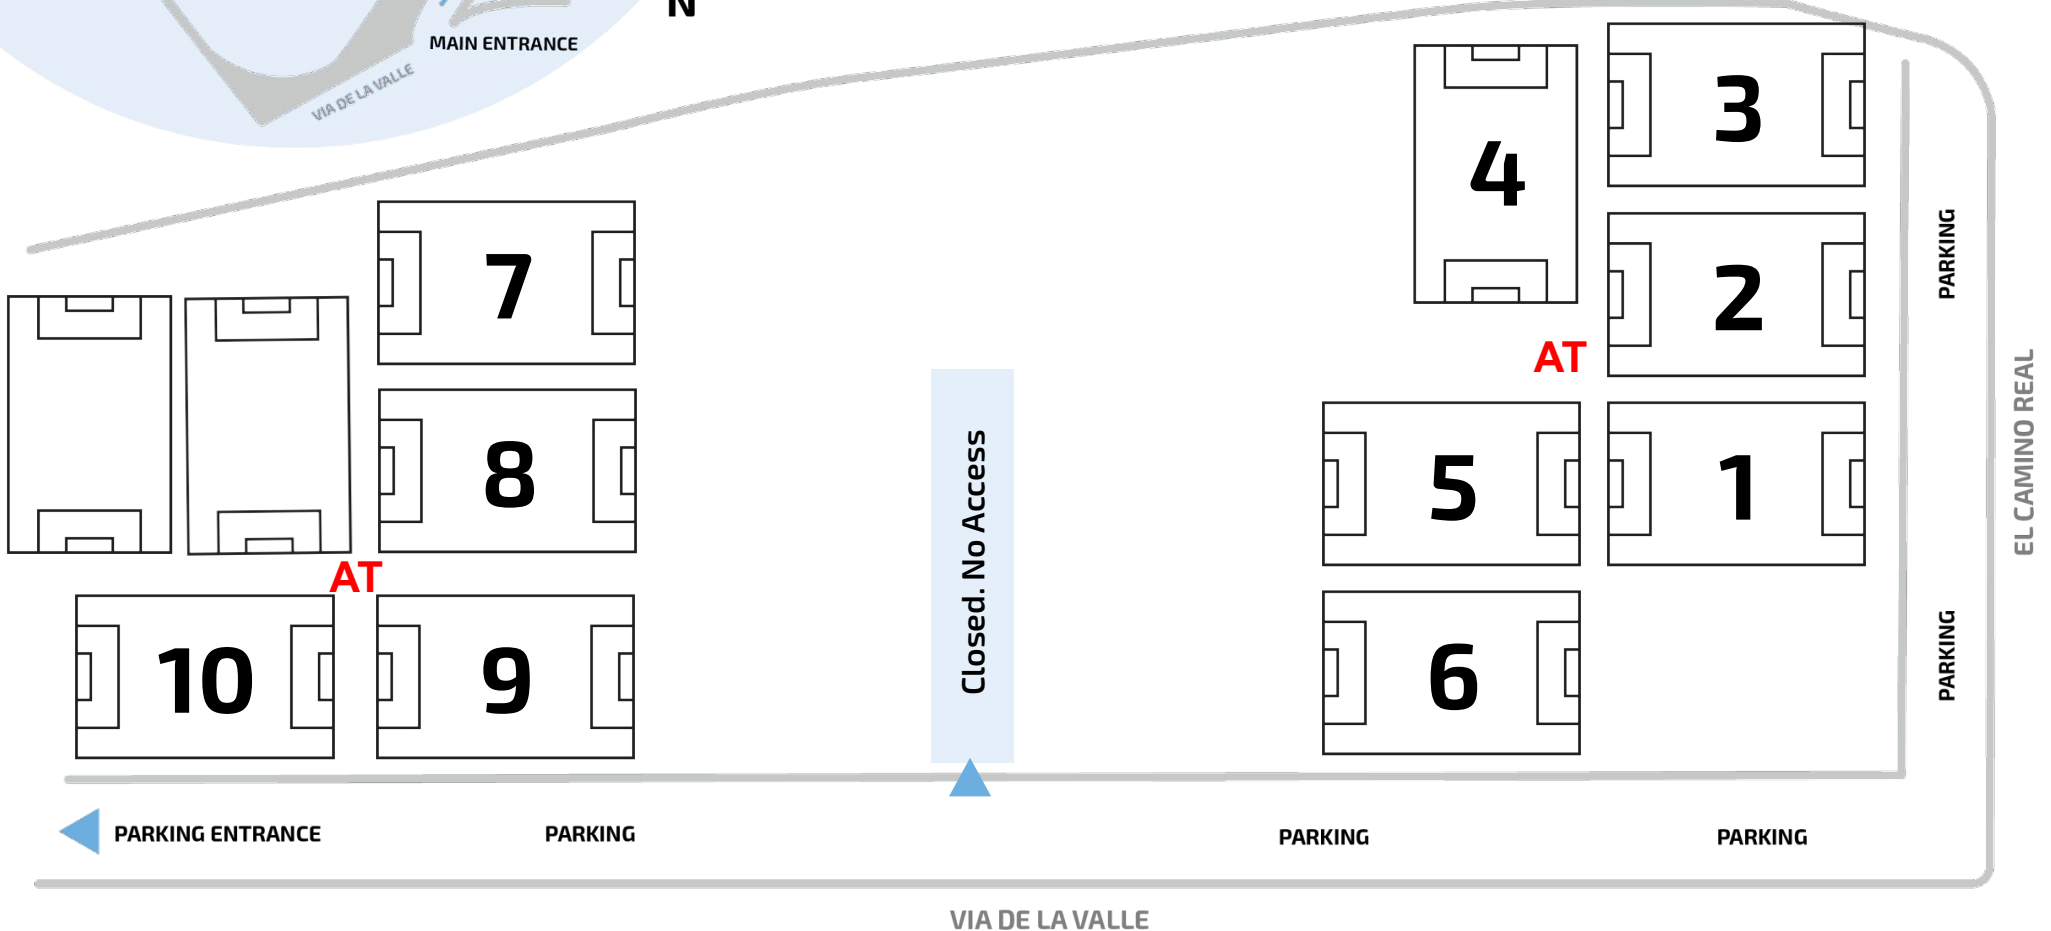 N
MAIN ENTRANCE
VIA DE LA VALLE
3
4
PARKING
7
2
AT
EL CAMINO REAL
8
Closed. No Access
5
1
AT
10
9
6
PARKING
PARKING ENTRANCE
PARKING
PARKING
PARKING
VIA DE LA VALLE